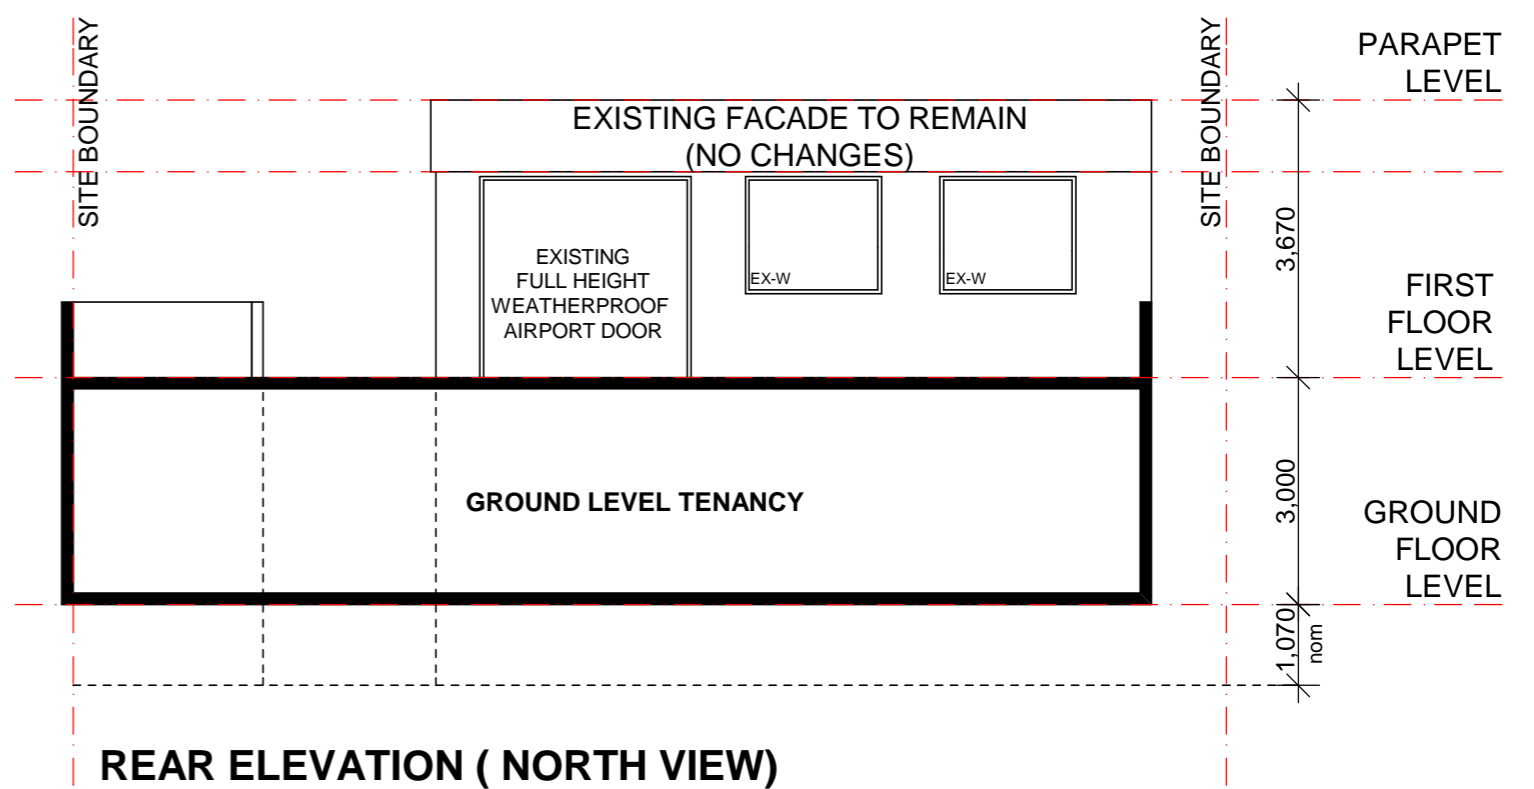 SITE BOUNDARY
SITE BOUNDARY
PARAPET
LEVEL
EXISTING FACADE TO REMAIN
(NO CHANGES)
EXISTING
FULL HEIGHT
WEATHERPROOF
AIRPORT DOOR
EX-W
EX-W
3,670
FIRST
FLOOR
LEVEL
GROUND LEVEL TENANCY
3,000
GROUND
FLOOR
LEVEL
1,070
nom
REAR ELEVATION ( NORTH VIEW)